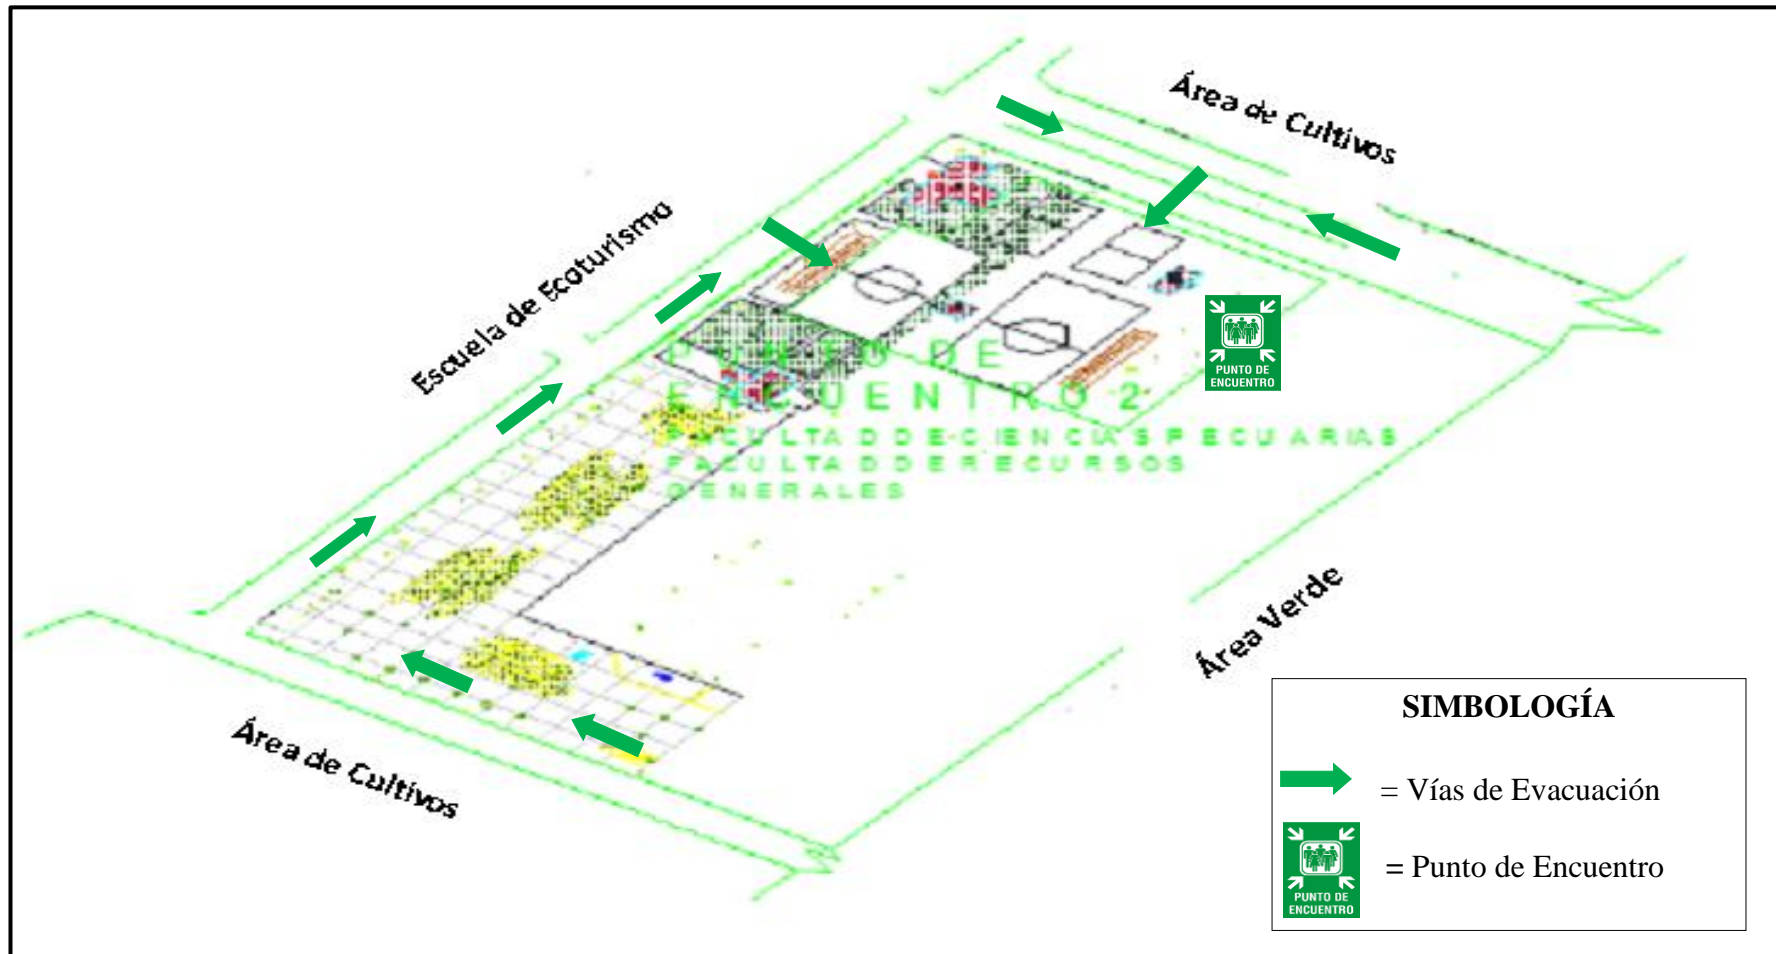 Área de Cultivos
Escuela de Ecoturismo
PUNTO DE
ENCUENTRO
PUNTO DE
ENCUENTRO 2
FACULTAD DE CIENCIAS PECUARIAS
FACULTAD DE RECURSOS
GENERALES
Área Verde
Área de Cultivos
SIMBOLOGÍA
= Vías de Evacuación
PUNTO DE
ENCUENTRO
= Punto de Encuentro